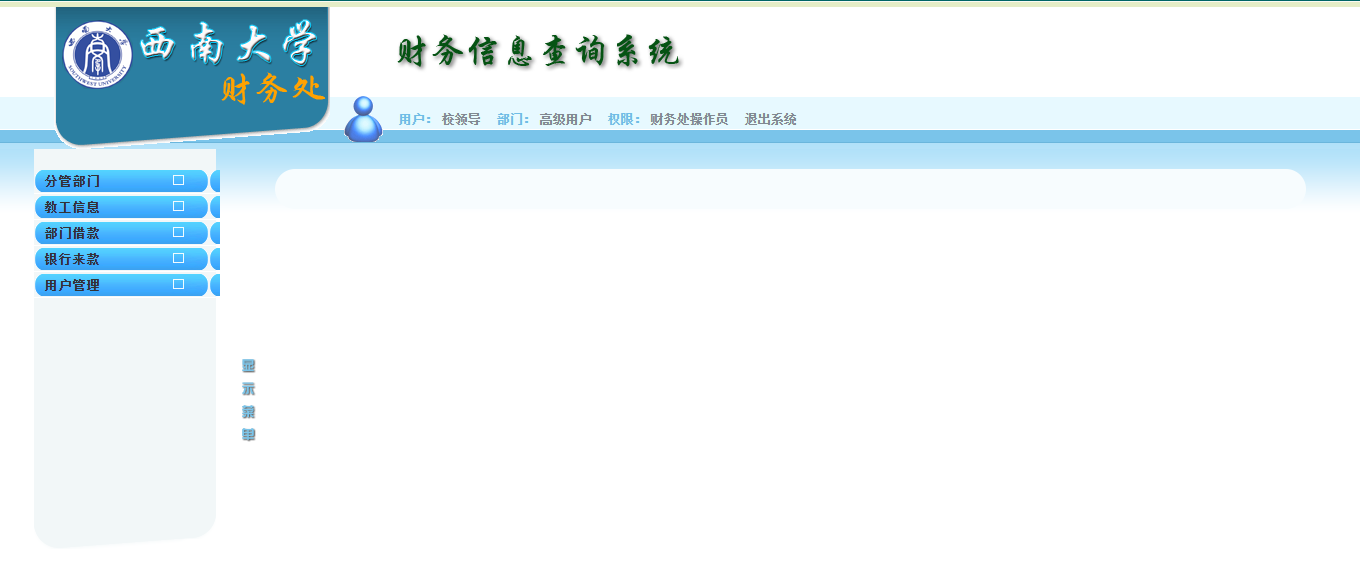 西南大学
SOUTHWEST UNIVERSITY
财务处
财务信息查询系统
用户： 校领导 部门： 高级用户 权限： 财务处操作员 退出系统
分管部门
教工信息
部门借款
银行来款
用户管理
显
示
菜
单